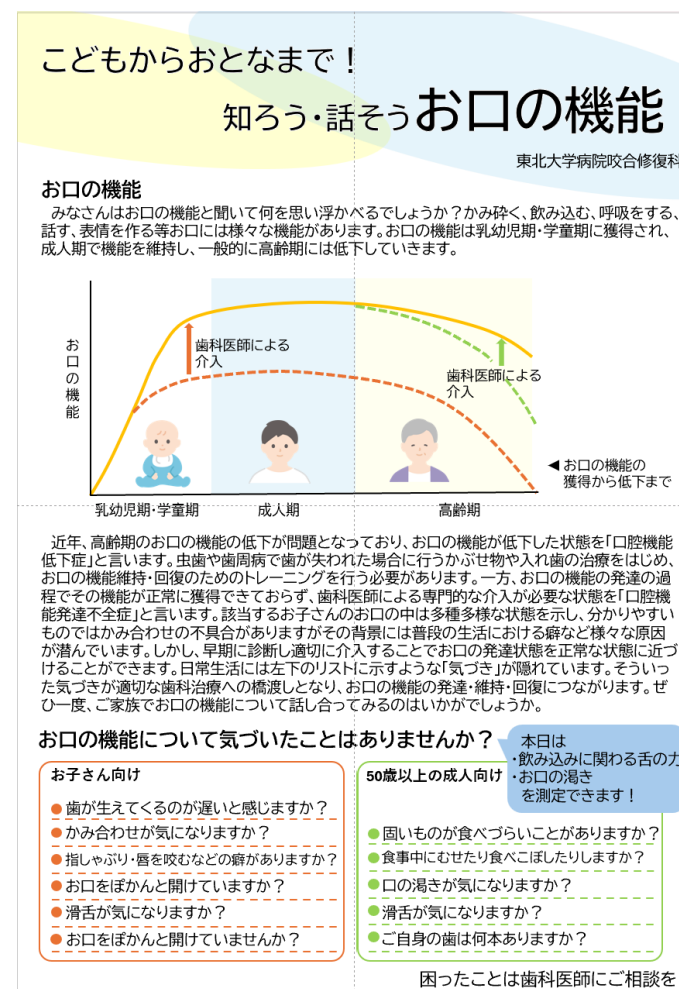 こどもからおとなまで！
知ろう・話そうお口の機能
東北大学病院咬合修復科
お口の機能
みなさんはお口の機能と聞いて何を思い浮かべるでしょうか？かみ砕く、飲み込む、呼吸をする、
話す、表情を作る等お口には様々な機能があります。お口の機能は乳幼児期・学童期に獲得され、
成人期で機能を維持し、一般的に高齢期には低下していきます。
お口の機能
歯科医師による
介入
歯科医師による
介入
◀ お口の機能の
獲得から低下まで
乳幼児期・学童期
成人期
高齢期
近年、高齢期のお口の機能の低下が問題となっており、お口の機能が低下した状態を「口腔機能
低下症」と言います。虫歯や歯周病で歯が失われた場合に行うかぶせ物や入れ歯の治療をはじめ、
お口の機能維持・回復のためのトレーニングを行う必要があります。一方、お口の機能の発達の過
程でその機能が正常に獲得できておらず、歯科医師による専門的な介入が必要な状態を「口腔機
能発達不全症」と言います。該当するお子さんのお口の中は多種多様な状態を示し、分かりやすい
ものではかみ合わせの不具合がありますがその背景には普段の生活における癖など様々な原因
が潜んでいます。しかし、早期に診断し適切に介入することでお口の発達状態を正常な状態に近づ
けることができます。日常生活には左下のリストに示すような「気づき」が隠れています。そういっ
た気づきが適切な歯科治療への橋渡しとなり、お口の機能の発達・維持・回復につながります。ぜ
ひ一度、ご家族でお口の機能について話し合ってみるのはいかがでしょうか。
お口の機能について気づいたことはありませんか？
本日は
・飲み込みに関わる舌の力
・お口の渇き
を測定できます！
お子さん向け
●歯が生えてくるのが遅いと感じますか？
●かみ合わせが気になりますか？
●指しゃぶり・唇を咬むなどの癖がありますか？
●お口をぽかんと開けていますか？
●滑舌が気になりますか？
●お口をぽかんと開けていませんか？
50歳以上の成人向け
●固いものが食べづらいことがありますか？
●食事中にむせたり食べこぼしたりしますか？
●口の渇きが気になりますか？
●滑舌が気になりますか？
●ご自身の歯は何本ありますか？
困ったことは歯科医師にご相談を